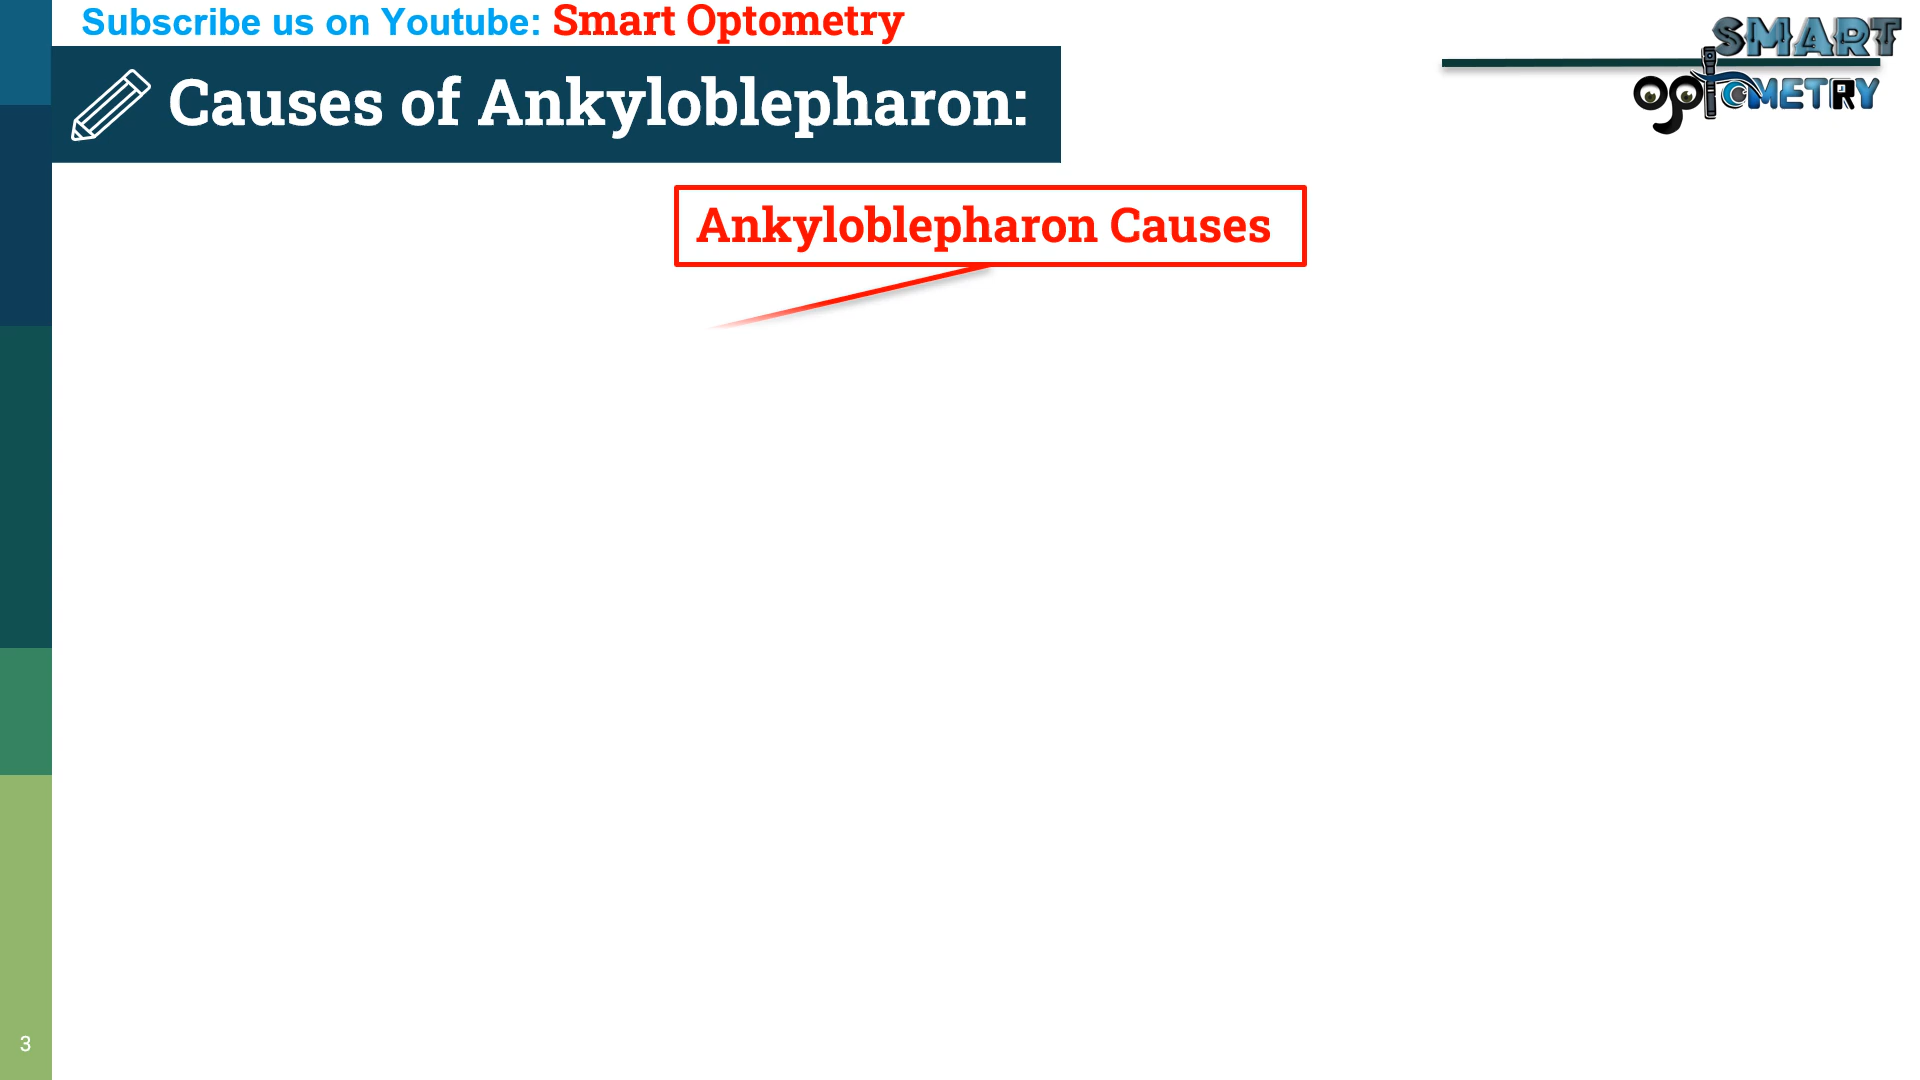 Subscribe us on Youtube: Smart Optometry
SMART
OPTOMETRY
Causes of Ankyloblepharon:
Ankyloblepharon Causes
3